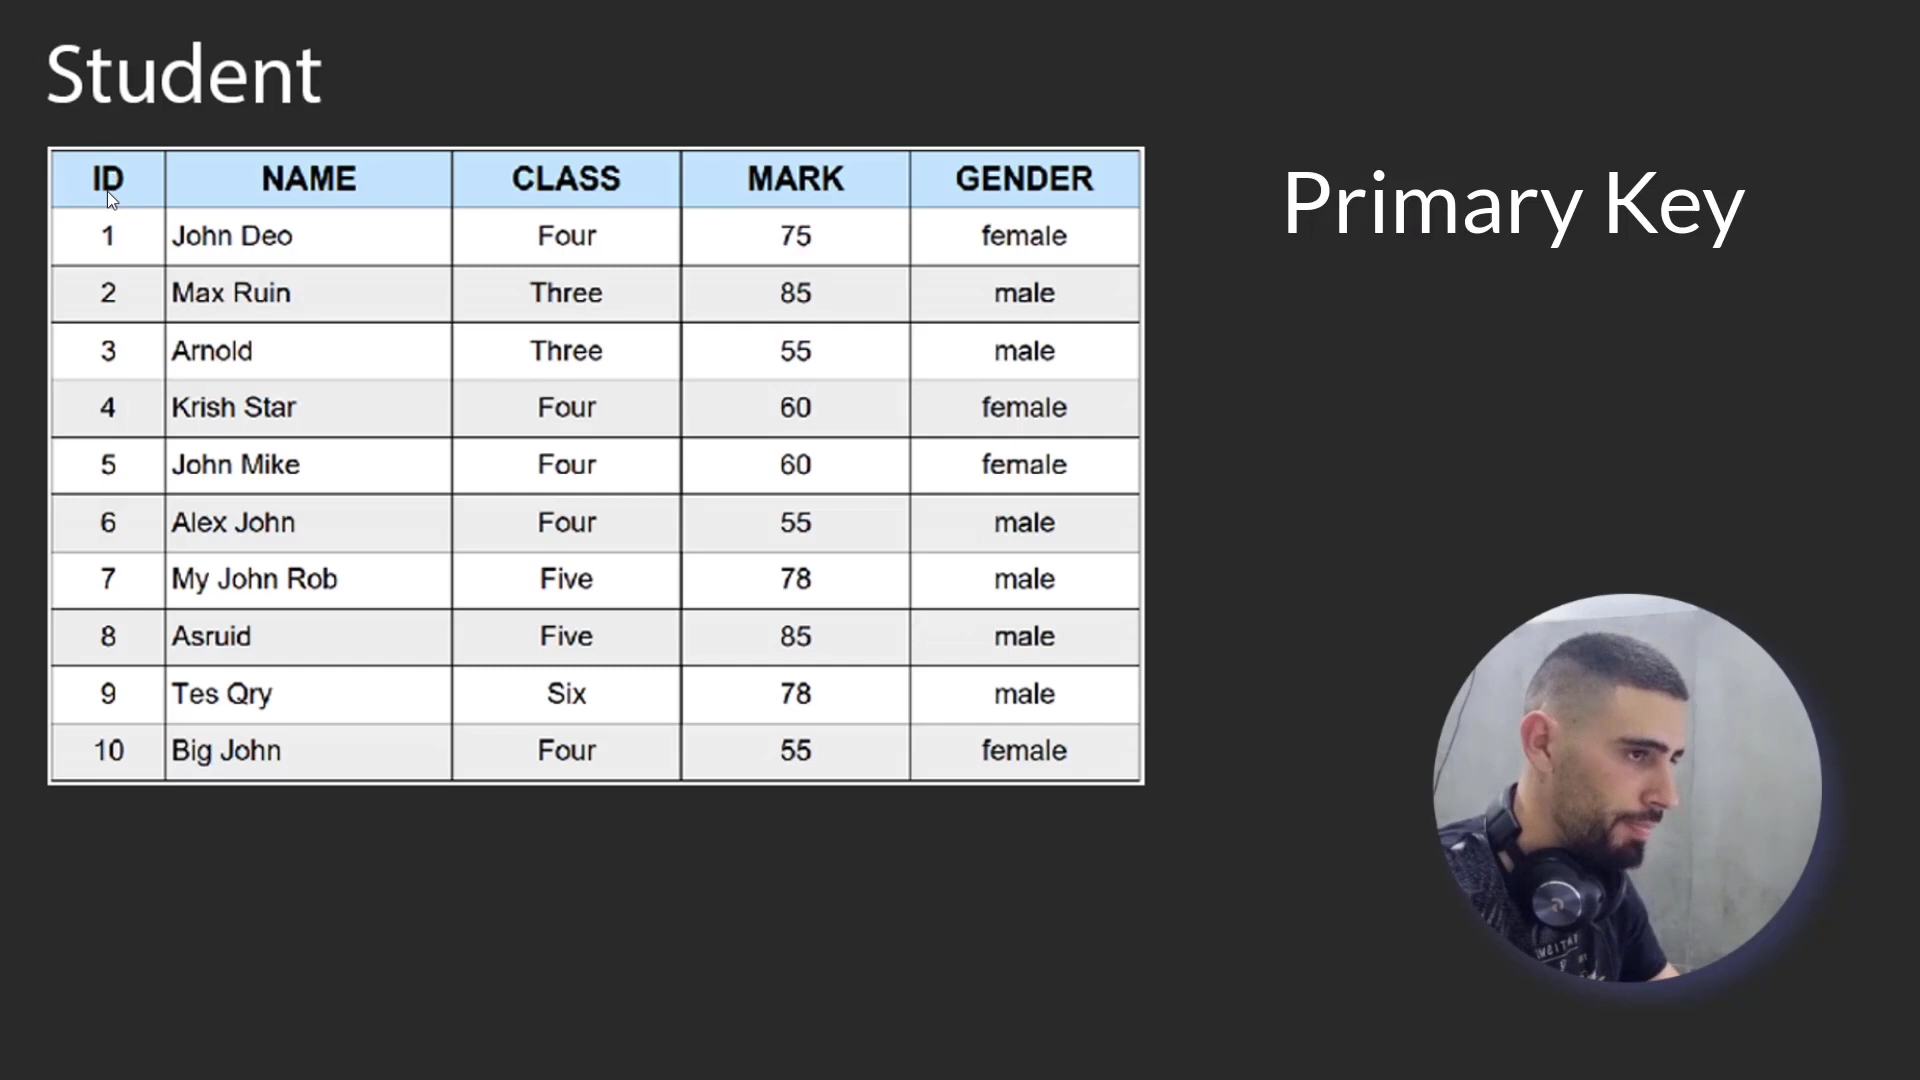 Student
ID NAME CLASS MARK GENDER
1 John Deo Four 75 female
2 Max Ruin Three 85 male
3 Arnold Three 55 male
4 Krish Star Four 60 female
5 John Mike Four 60 female
6 Alex John Four 55 male
7 My John Rob Five 78 male
8 Asruid Five 85 male
9 Tes Qry Six 78 male
10 Big John Four 55 female
Primary Key